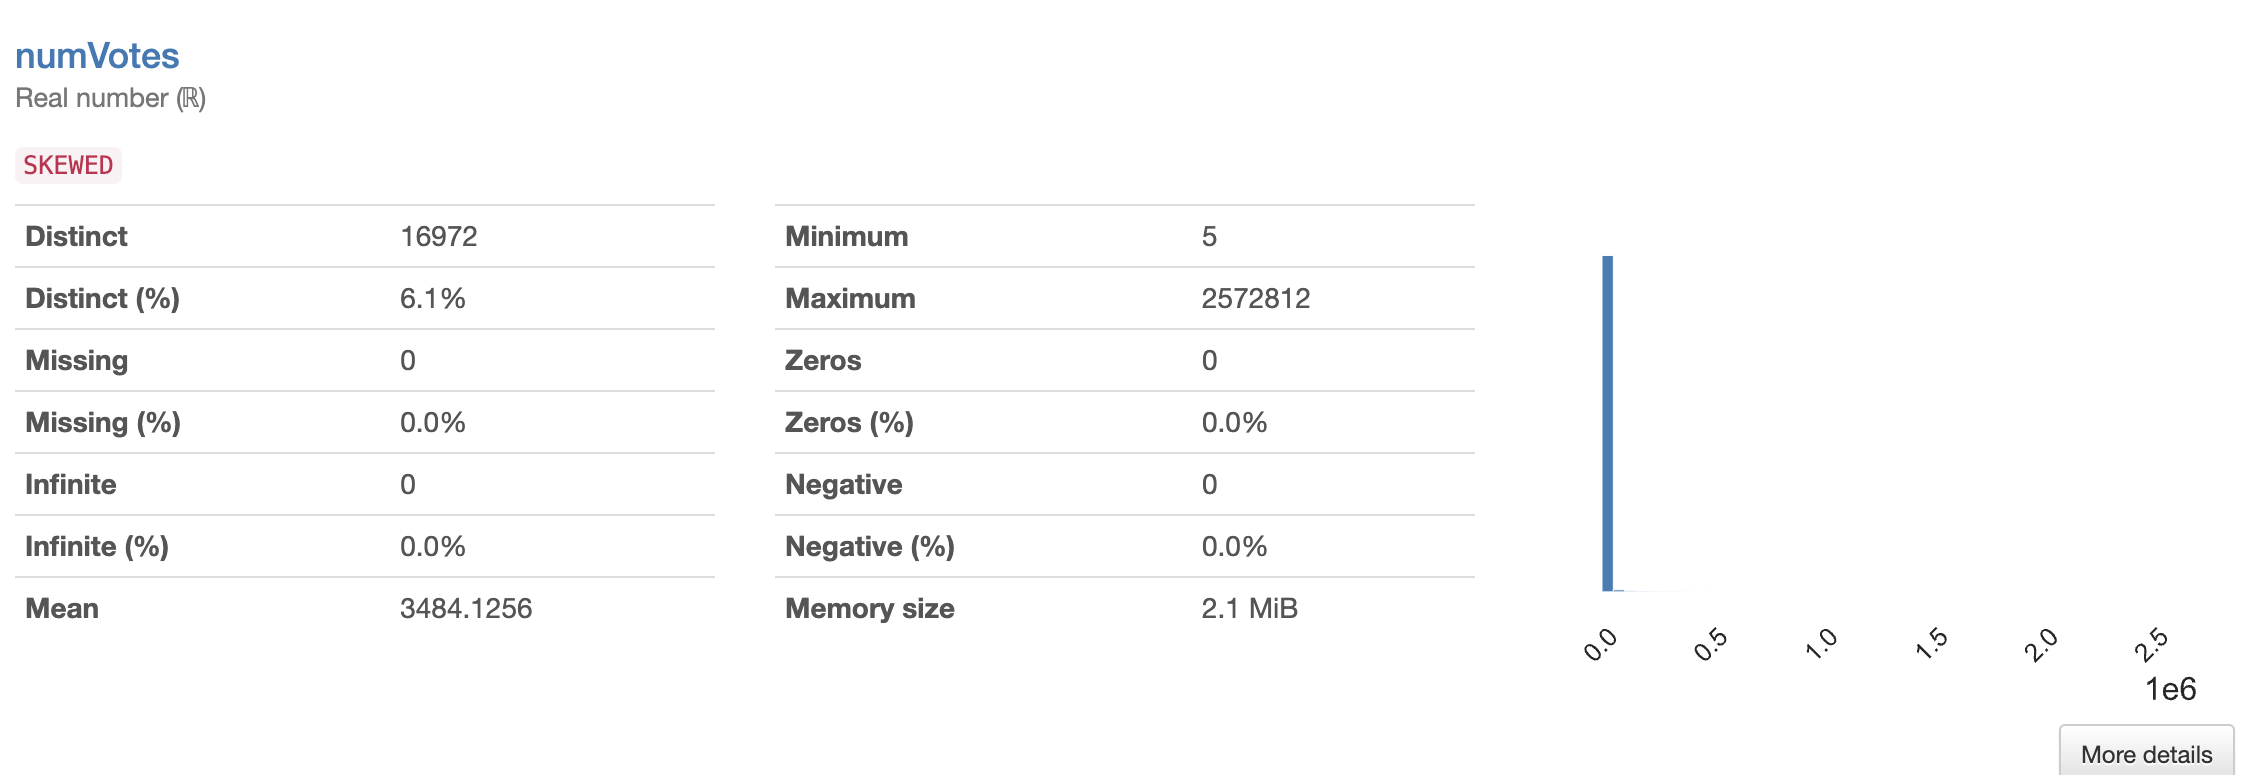 numVotes
Real number (ℝ)
SKEWED
Distinct 16972
Distinct (%) 6.1%
Missing 0
Missing (%) 0.0%
Infinite 0
Infinite (%) 0.0%
Mean 3484.1256
Minimum 5
Maximum 2572812
Zeros 0
Zeros (%) 0.0%
Negative 0
Negative (%) 0.0%
Memory size 2.1 MiB
0.0 0.5 1.0 1.5 2.0 2.5
1e6
More details